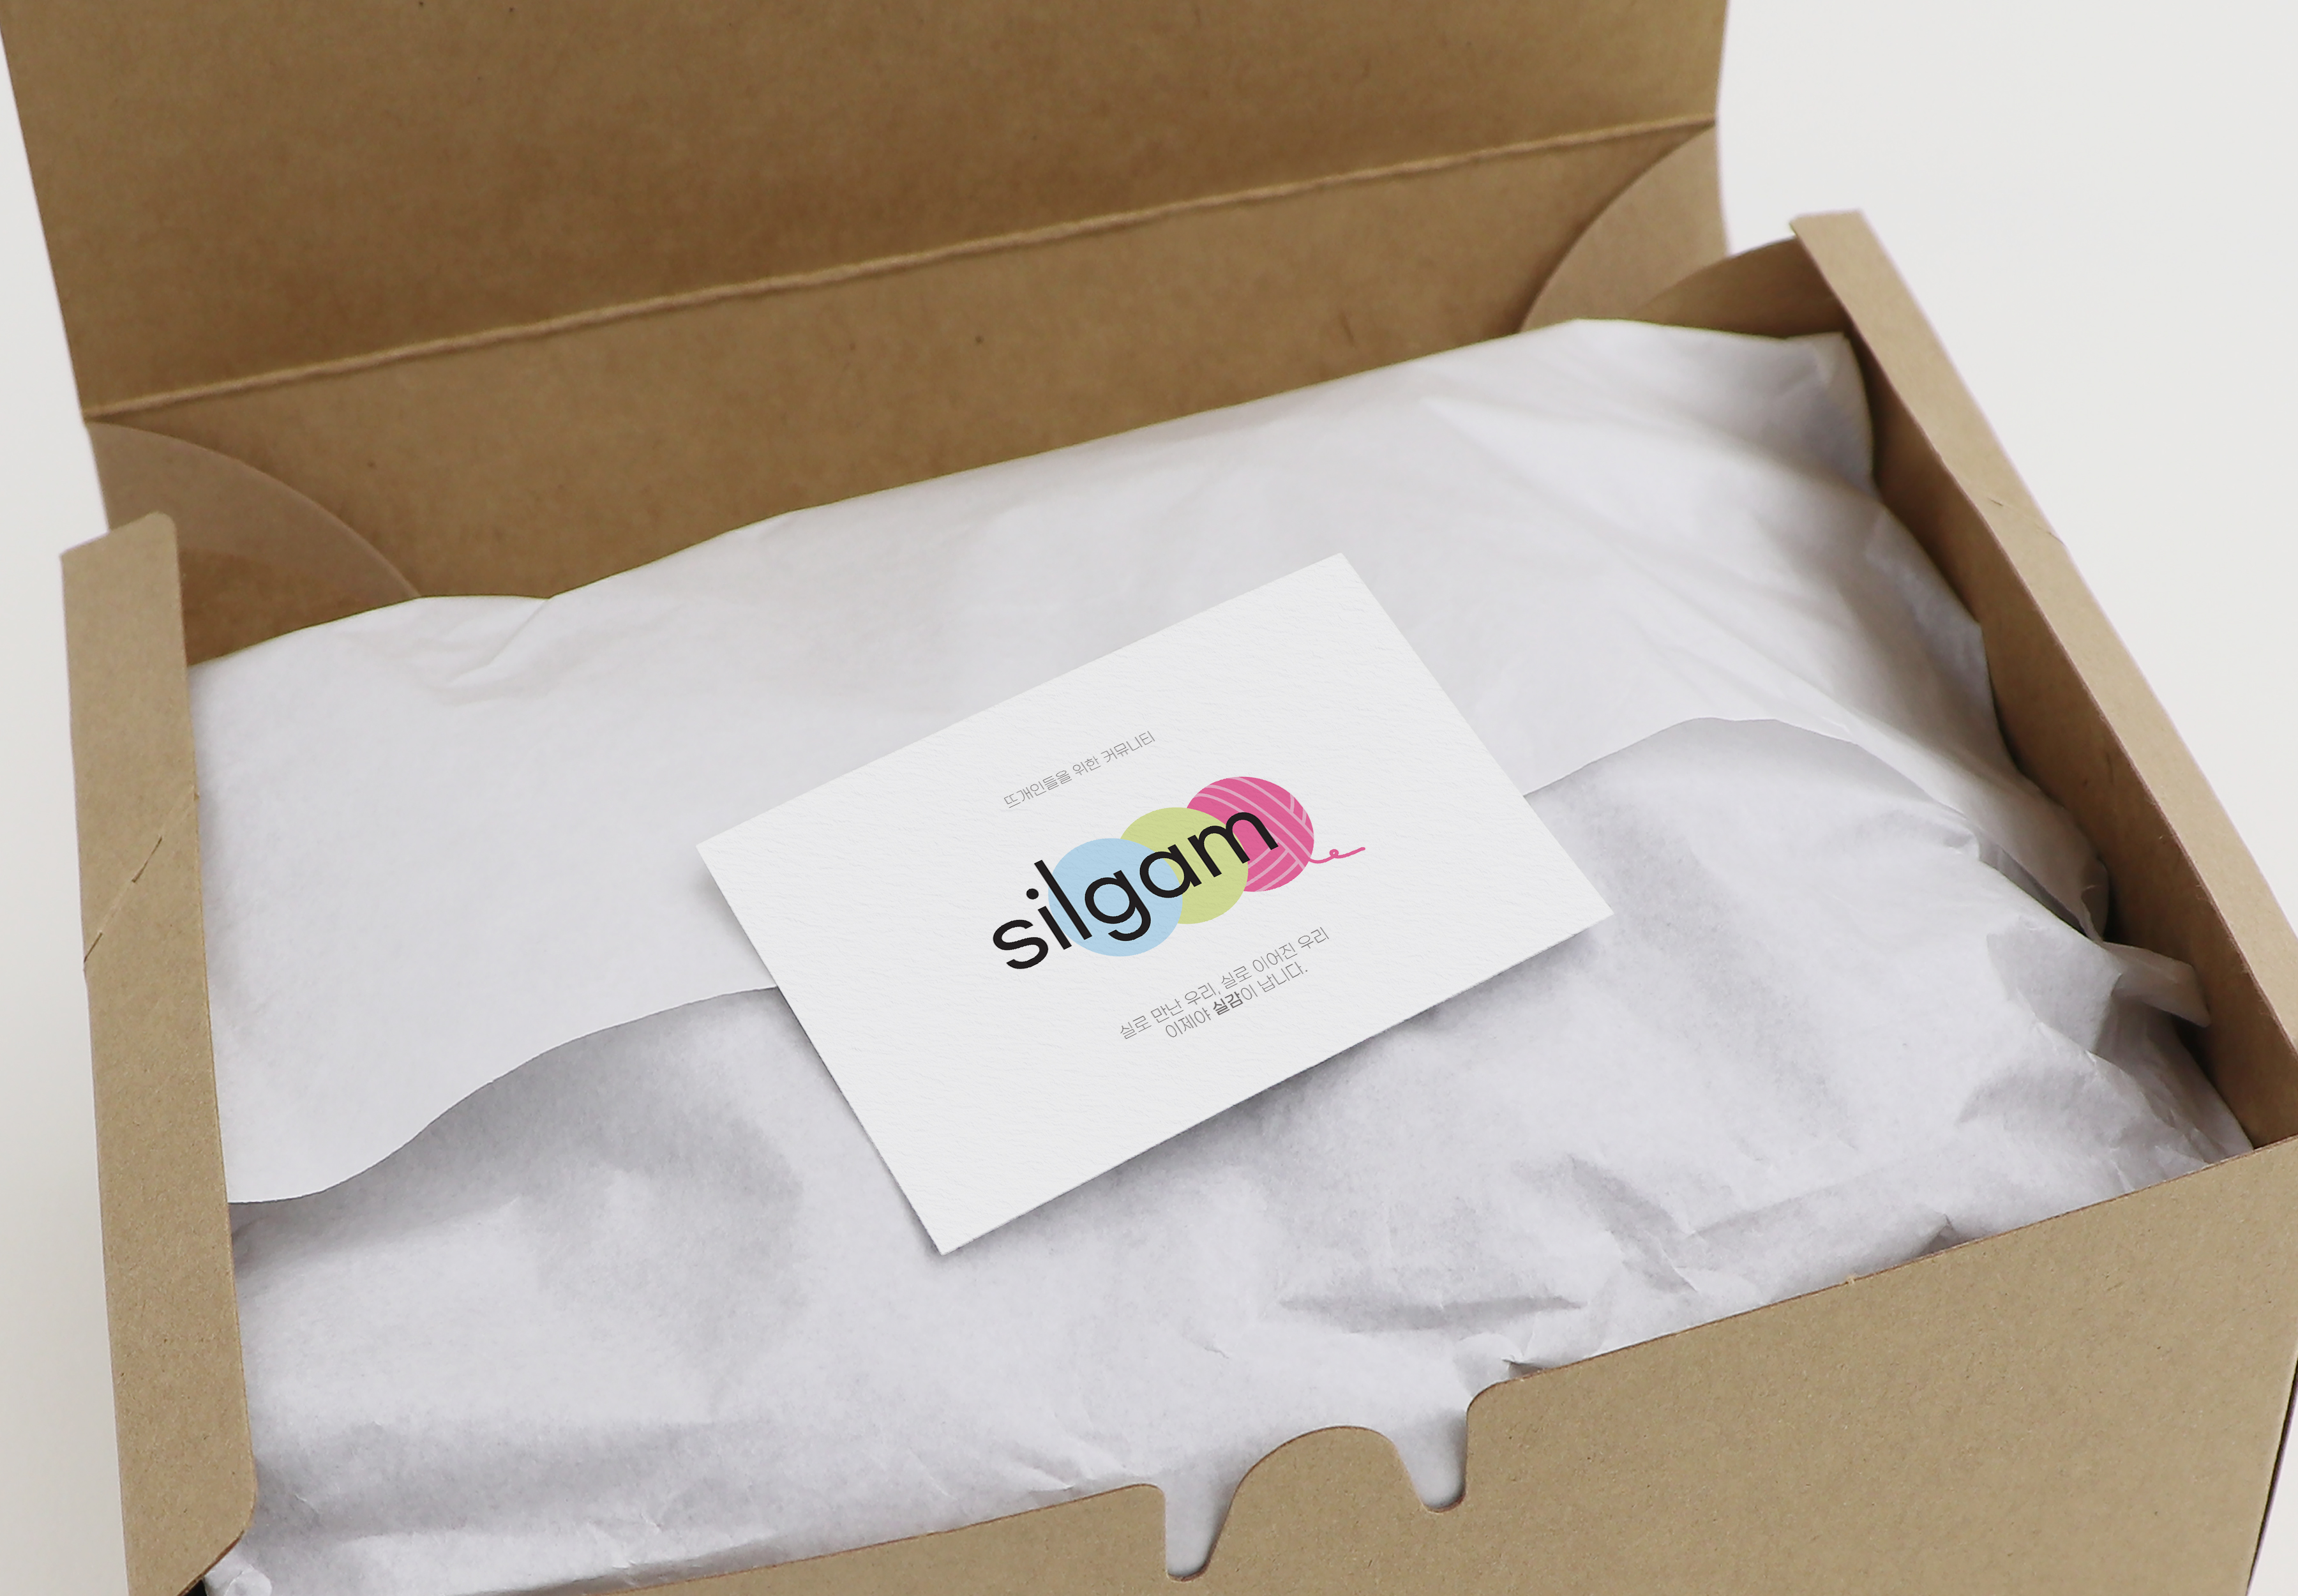 뜨개인들을 위한 커뮤니티
silgam
실로 만난 우리, 실로 이어진 우리
이제야 실감이 납니다.